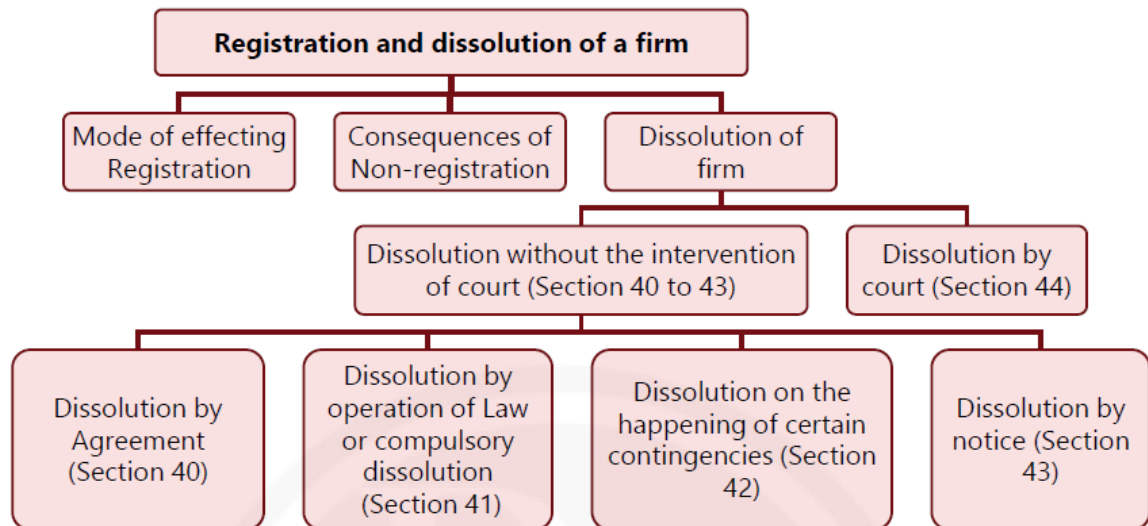 Registration and dissolution of a firm
Mode of effecting
Registration
Consequences of
Non-registration
Dissolution of
firm
Dissolution without the intervention
of court (Section 40 to 43)
Dissolution by
court (Section 44)
Dissolution by
Agreement
(Section 40)
Dissolution by
operation of Law
or compulsory
dissolution
(Section 41)
Dissolution on the
happening of certain
contingencies (Section
42)
Dissolution by
notice (Section
43)